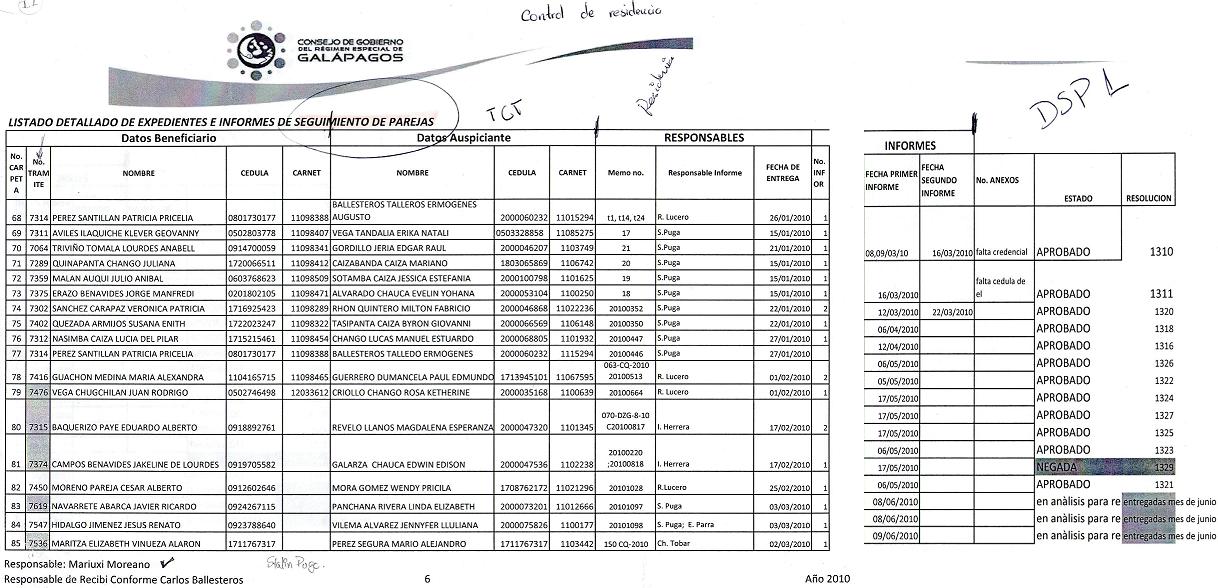 1.1
Control de residencia
CONSEJO DE GOBIERNO
DEL RÉGIMEN ESPECIAL DE
GALÁPAGOS
Residencia
TCT
DSP 1
LISTADO DETALLADO DE EXPEDIENTES E INFORMES DE SEGUIMIENTO DE PAREJAS
Datos Beneficiario Datos Auspiciante RESPONSABLES
No. CARPETA No. TRAMITE NOMBRE CEDULA CARNET NOMBRE CEDULA CARNET Memo no. Responsable Informe FECHA DE ENTREGA No. INFOR
68 7314 PEREZ SANTILLAN PATRICIA PRICELIA 0801730177 11098388 BALLESTEROS TALLEROS ERMOGENES AUGUSTO 2000060232 11015294 t1, t14, t24 R. Lucero 26/01/2010 1
69 7311 AVILES ILAQUICHE KLEVER GEOVANNY 0502803778 11098407 VEGA TANDALIA ERIKA NATALI 0503328858 11085275 17 S.Puga 15/01/2010 1
70 7064 TRIVIÑO TOMALA LOURDES ANABELL 0914700059 11098341 GORDILLO JERIA EDGAR RAUL 2000046207 1103749 21 S.Puga 21/01/2010 1
71 7289 QUINAPANTA CHANGO JULIANA 1720066511 11098412 CAIZABANDA CAIZA MARIANO 1803065869 1106742 20 S.Puga 15/01/2010 1
72 7359 MALAN AUQUI JULIO ANIBAL 0603768623 11098509 SOTAMBA CAIZA JESSICA ESTEFANIA 2000100798 1101625 19 S.Puga 15/01/2010 1
73 7375 ERAZO BENAVIDES JORGE MANFREDI 0201802105 11098471 ALVARADO CHAUCA EVELIN YOHANA 2000053104 1100250 18 S.Puga 15/01/2010 1
74 7302 SANCHEZ CARAPAZ VERONICA PATRICIA 1716925423 11098289 RHON QUINTERO MILTON FABRICIO 2000046868 11022236 20100352 S.Puga 22/01/2010 2
75 7402 QUEZADA ARMIJOS SUSANA ENITH 1722023247 11098322 TASIPANTA CAIZA BYRON GIOVANNI 2000066569 1106148 20100350 S.Puga 22/01/2010 1
76 7312 NASIMBA CAIZA LUCIA DEL PILAR 1715215461 11098454 CHANGO LUCAS MANUEL ESTUARDO 2000068805 1101932 20100447 S.Puga 27/01/2010 1
77 7314 PEREZ SANTILLAN PATRICIA PRICELIA 0801730177 11098388 BALLESTEROS TALLEDO ERMOGENES 2000060232 1115294 20100446 S.Puga 27/01/2010
78 7416 GUACHON MEDINA MARIA ALEXANDRA 1104165715 11098465 GUERRERO DUMANCELA PAUL EDMUNDO 1713945101 11067595 063-CQ-2010 20100513 R. Lucero 01/02/2010 2
79 7476 VEGA CHUGCHILAN JUAN RODRIGO 0502746498 12033612 CRIOLLO CHANGO ROSA KETHERINE 2000035168 1100639 20100664 R. Lucero 01/02/2010 1
80 7315 BAQUERIZO PAYE EDUARDO ALBERTO 0918892761 REVELO LLANOS MAGDALENA ESPERANZA 2000047320 1101345 070-DZG-8-10 C20100817 I. Herrera 17/02/2010 2
81 7374 CAMPOS BENAVIDES JAKELINE DE LOURDES 0919705582 GALARZA CHAUCA EDWIN EDISON 2000047536 1102238 20100220 ;20100818 I. Herrera 17/02/2010 1
82 7450 MORENO PAREJA CESAR ALBERTO 0912602646 MORA GOMEZ WENDY PRICILA 1708762172 11021296 20101028 R.Lucero 25/02/2010 1
83 7619 NAVARRETE ABARCA JAVIER RICARDO 0924267115 PANCHANA RIVERA LINDA ELIZABETH 2000073201 11012666 20101097 S. Puga 03/03/2010 1
84 7547 HIDALGO JIMENEZ JESUS RENATO 0923788640 VILEMA ALVAREZ JENNYFER LLULIANA 2000075826 1100177 20101098 S. Puga; E. Parra 03/03/2010 1
85 7536 MARITZA ELIZABETH VINUEZA ALARON 1711767317 PEREZ SEGURA MARIO ALEJANDRO 1711767317 1103442 150 CQ-2010 Ch. Tobar 02/03/2010 1
INFORMES
FECHA PRIMER INFORME FECHA SEGUNDO INFORME No. ANEXOS ESTADO RESOLUCION
08,09/03/10 16/03/2010 falta credencial APROBADO 1310
16/03/2010 falta cedula de el APROBADO 1311
12/03/2010 22/03/2010 APROBADO 1320
06/04/2010 APROBADO 1318
12/04/2010 APROBADO 1316
06/05/2010 APROBADO 1326
05/05/2010 APROBADO 1322
17/05/2010 APROBADO 1324
17/05/2010 APROBADO 1327
17/05/2010 APROBADO 1325
06/05/2010 APROBADO 1323
17/05/2010 NEGADA 1329
06/05/2010 APROBADO 1321
08/06/2010 en anàlisis para re entregadas mes de junio
08/06/2010 en anàlisis para re entregadas mes de junio
09/06/2010 en anàlisis para re entregadas mes de junio
Responsable: Mariuxi Moreano
Stalin Puga.
Responsable de Recibi Conforme Carlos Ballesteros 6 Año 2010